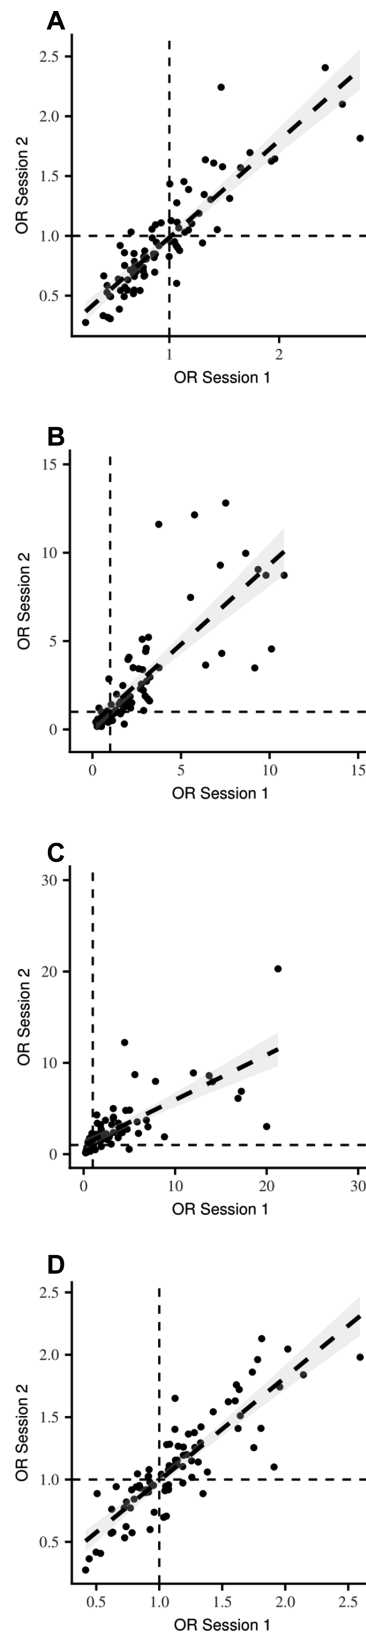 A
2.5
2.0
1.5
1.0
0.5
OR Session 2
1 2
OR Session 1
B
15
10
5
0
OR Session 2
0 5 10 15
OR Session 1
C
30
20
10
0
OR Session 2
0 10 20 30
OR Session 1
D
2.5
2.0
1.5
1.0
0.5
OR Session 2
0.5 1.0 1.5 2.0 2.5
OR Session 1